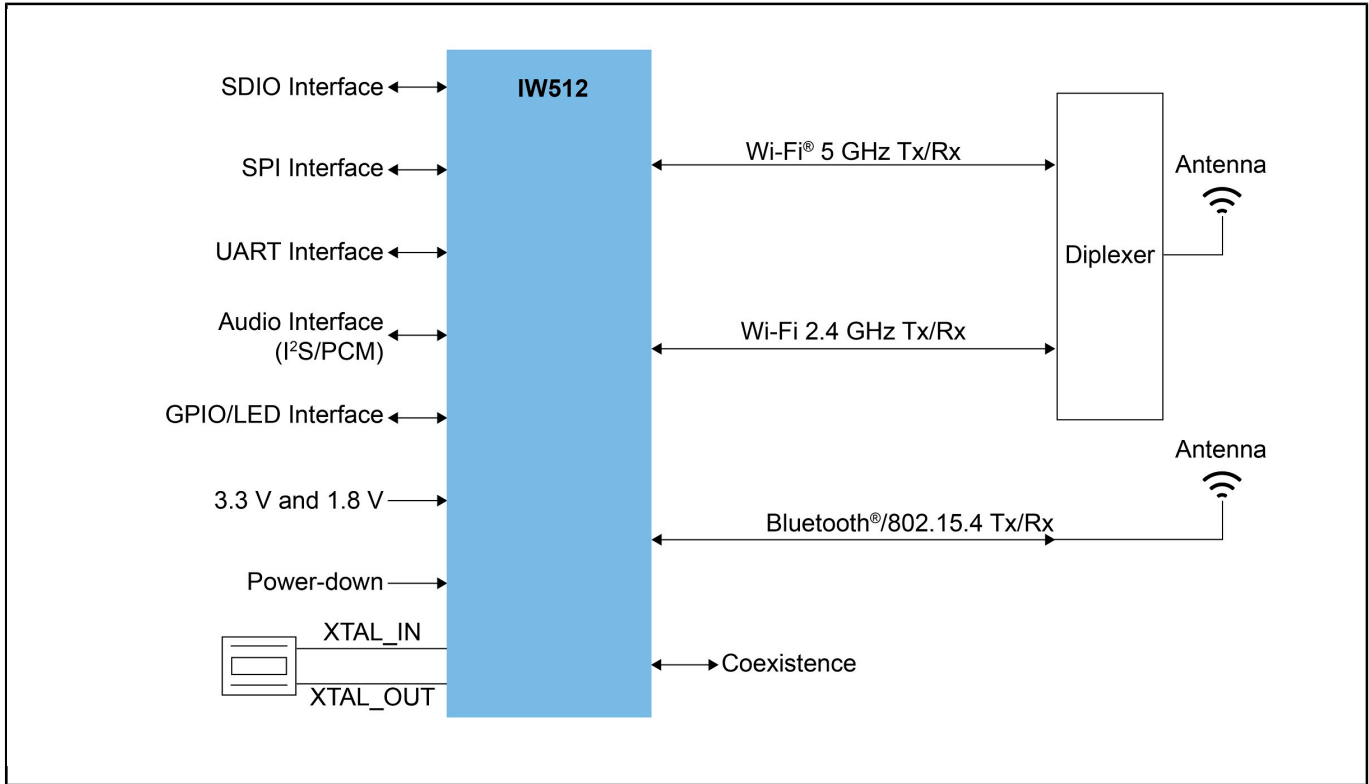 SDIO Interface
SPI Interface
UART Interface
Audio Interface
(I²S/PCM)
GPIO/LED Interface
3.3 V and 1.8 V
Power-down
XTAL_IN
XTAL_OUT
IW512
Wi-Fi® 5 GHz Tx/Rx
Wi-Fi 2.4 GHz Tx/Rx
Bluetooth®/802.15.4 Tx/Rx
Coexistence
Diplexer
Antenna
Antenna